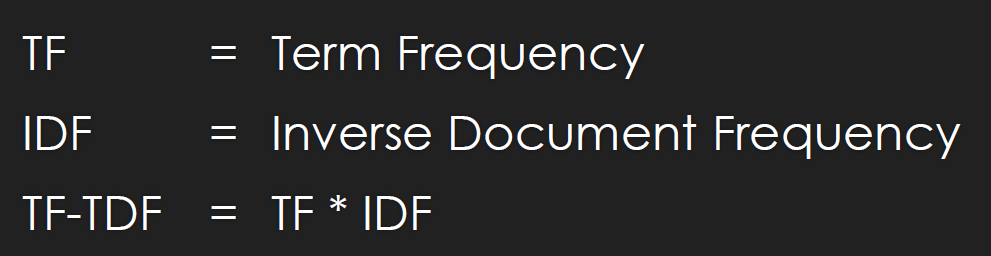 TF = Term Frequency
IDF = Inverse Document Frequency
TF-TDF = TF * IDF